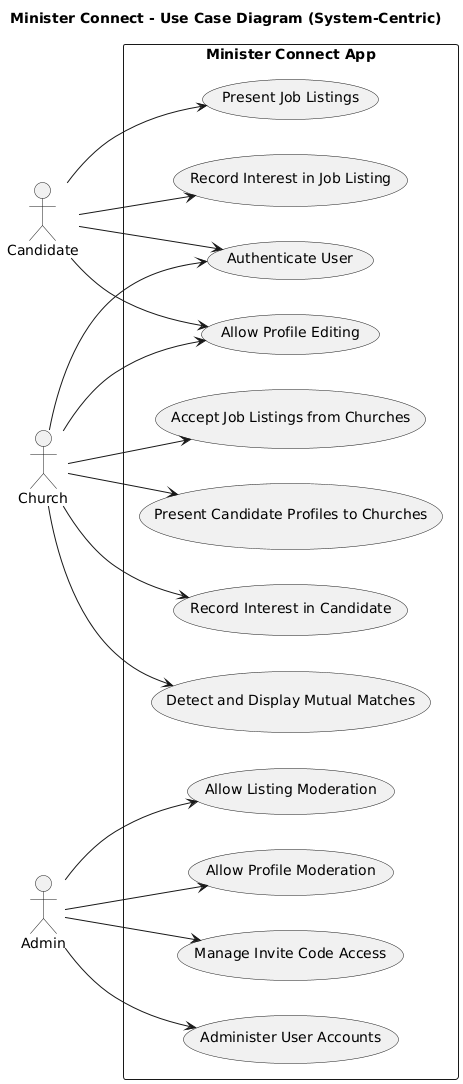 Minister Connect - Use Case Diagram (System-Centric)
Minister Connect App
Present Job Listings
Record Interest in Job Listing
Candidate
Authenticate User
Allow Profile Editing
Accept Job Listings from Churches
Church
Present Candidate Profiles to Churches
Record Interest in Candidate
Detect and Display Mutual Matches
Allow Listing Moderation
Allow Profile Moderation
Admin
Manage Invite Code Access
Administer User Accounts